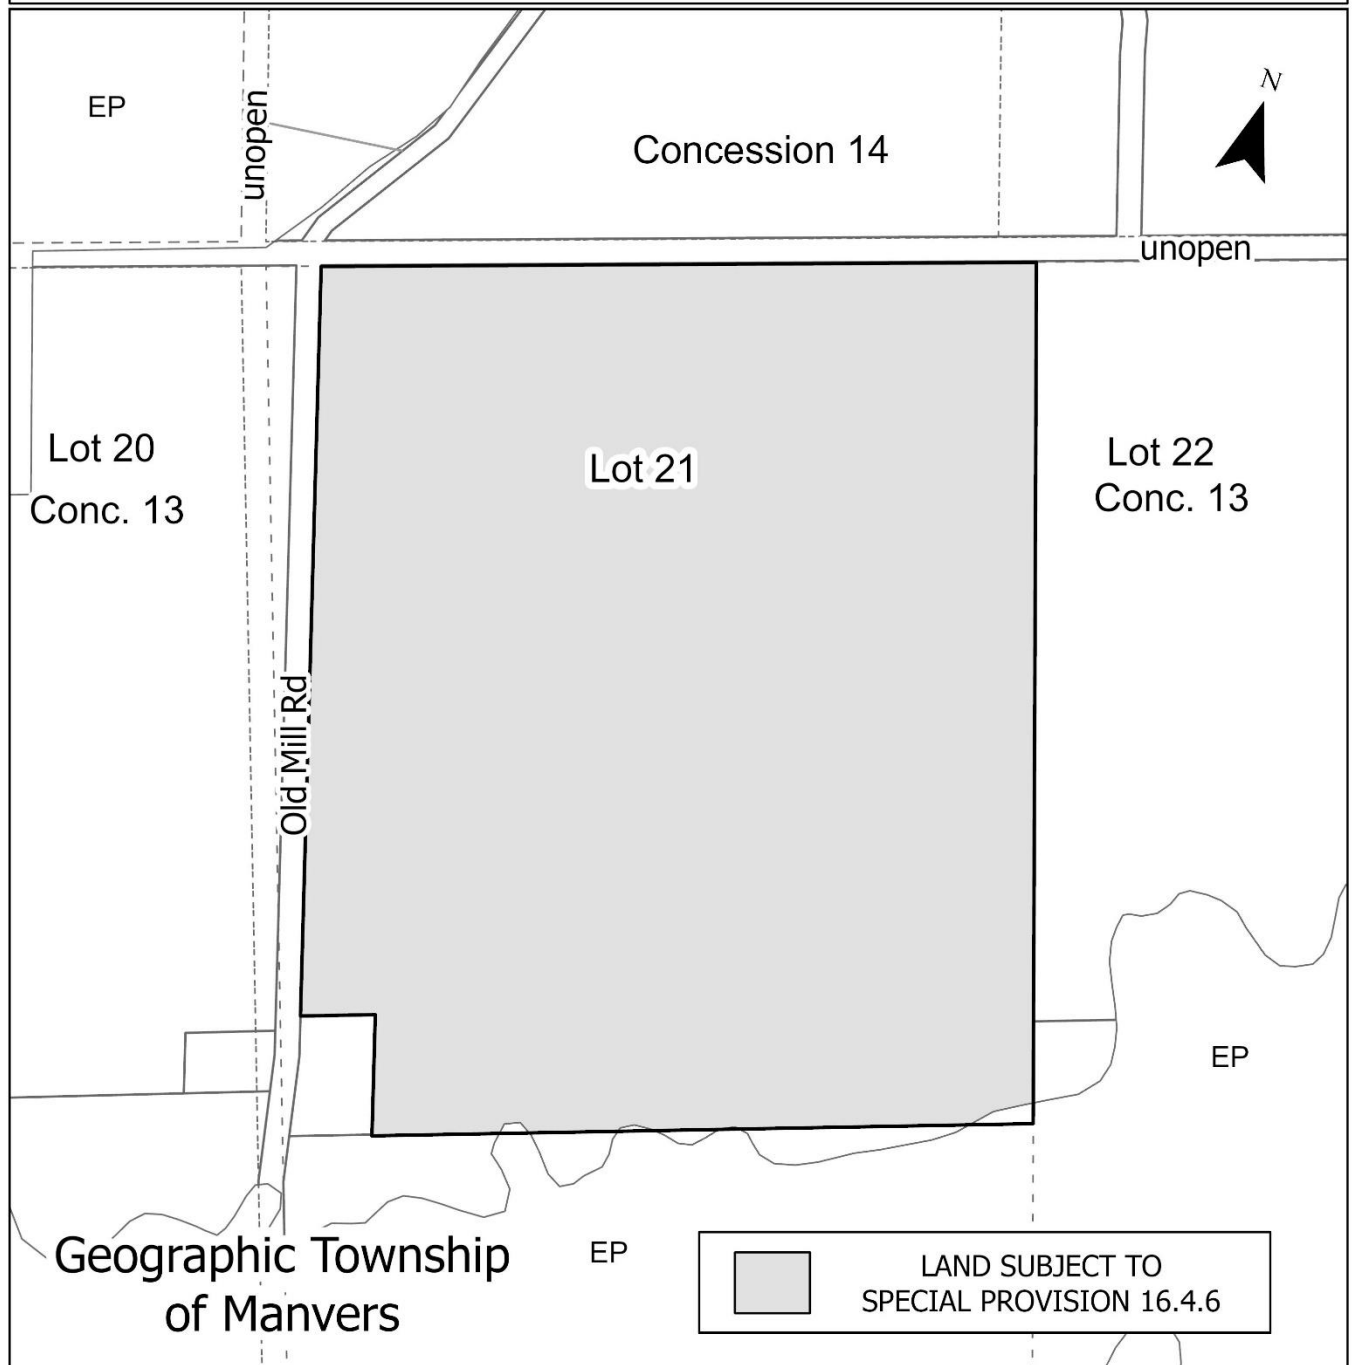 EP
unopen
Concession 14
N
unopen
Lot 20
Conc. 13
Lot 21
Lot 22
Conc. 13
Old Mill Rd
EP
Geographic Township
of Manvers
EP
LAND SUBJECT TO
SPECIAL PROVISION 16.4.6